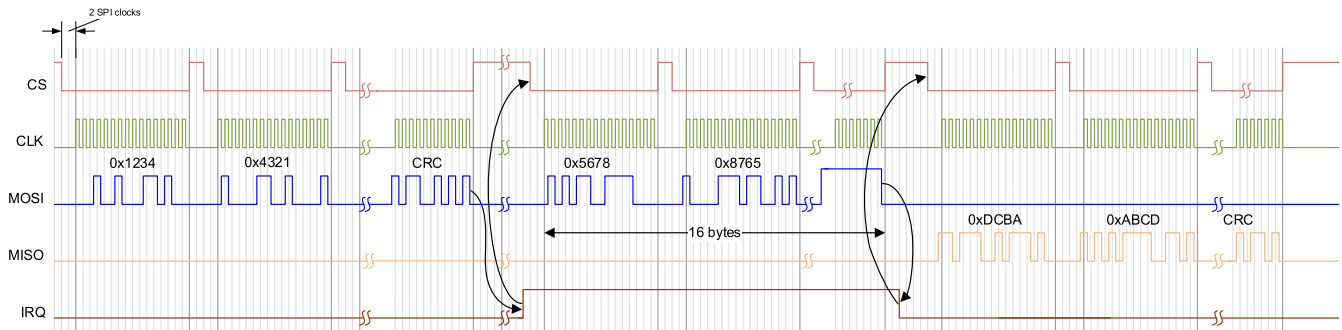 2 SPI clocks
CS
CLK
0x1234 0x4321 CRC 0x5678 0x8765
MOSI
0xDCBA 0xABCD CRC
16 bytes
MISO
IRQ